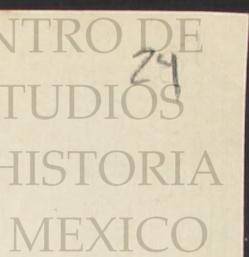 NTRO DE
24
TUDIOS
HISTORIA
MEXICO